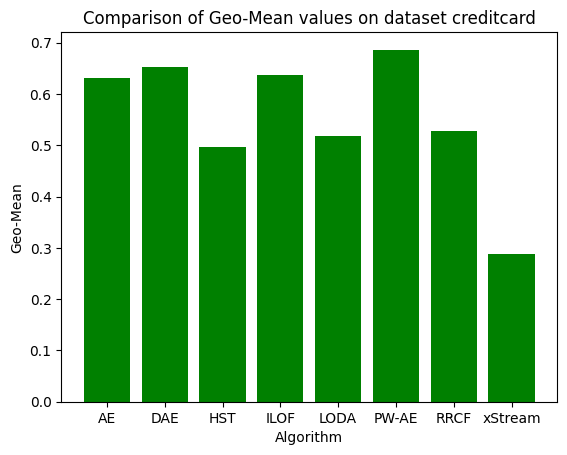 Comparison of Geo-Mean values on dataset creditcard
0.7
0.6
0.5
0.4
0.3
0.2
0.1
0.0
Geo-Mean
AE DAE HST ILOF LODA PW-AE RRCF xStream
Algorithm